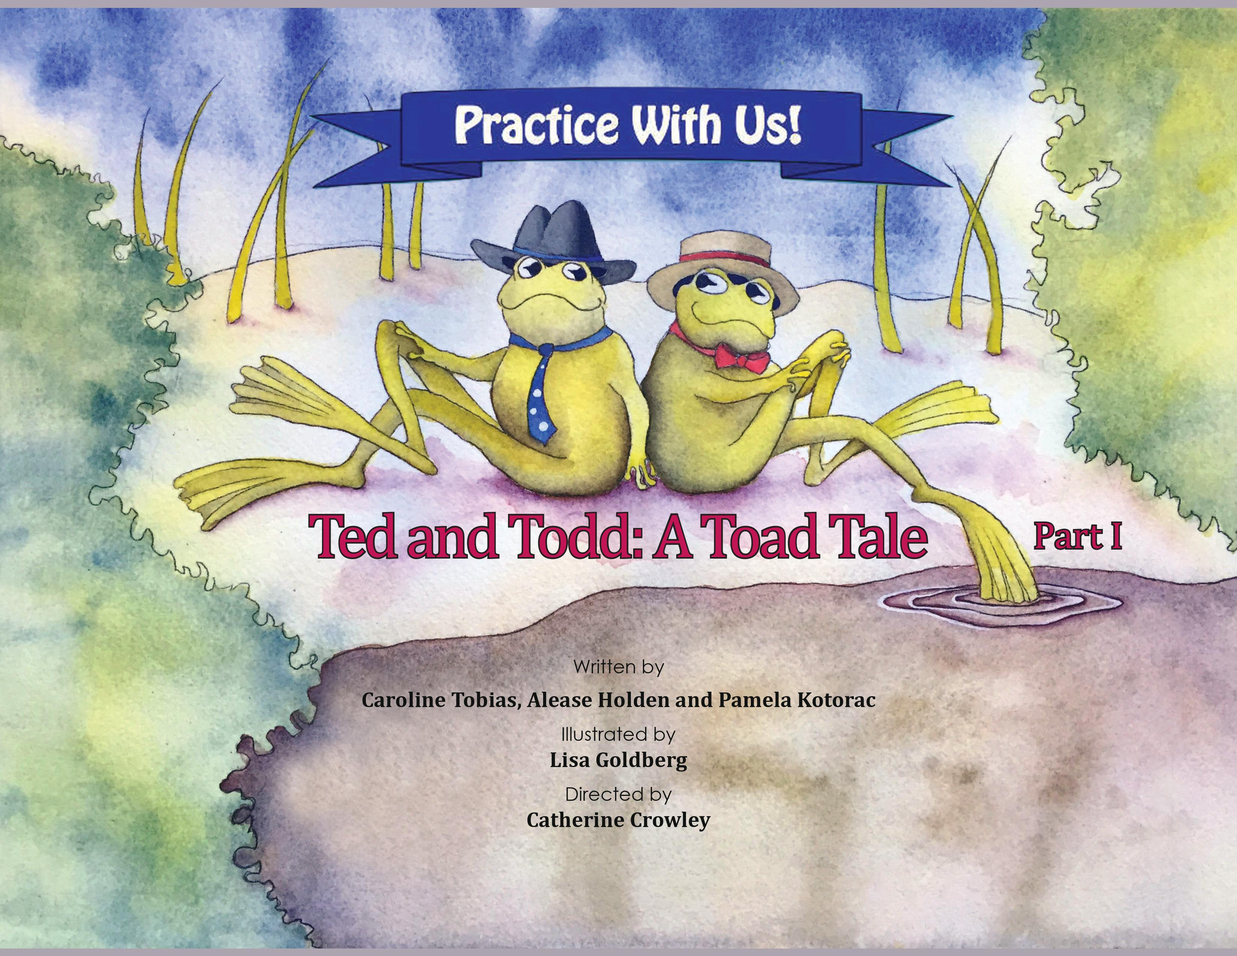 Practice With Us!
Ted and Todd: A Toad Tale
Part I
Written by
Caroline Tobias, Alease Holden and Pamela Kotorac
Illustrated by
Lisa Goldberg
Directed by
Catherine Crowley